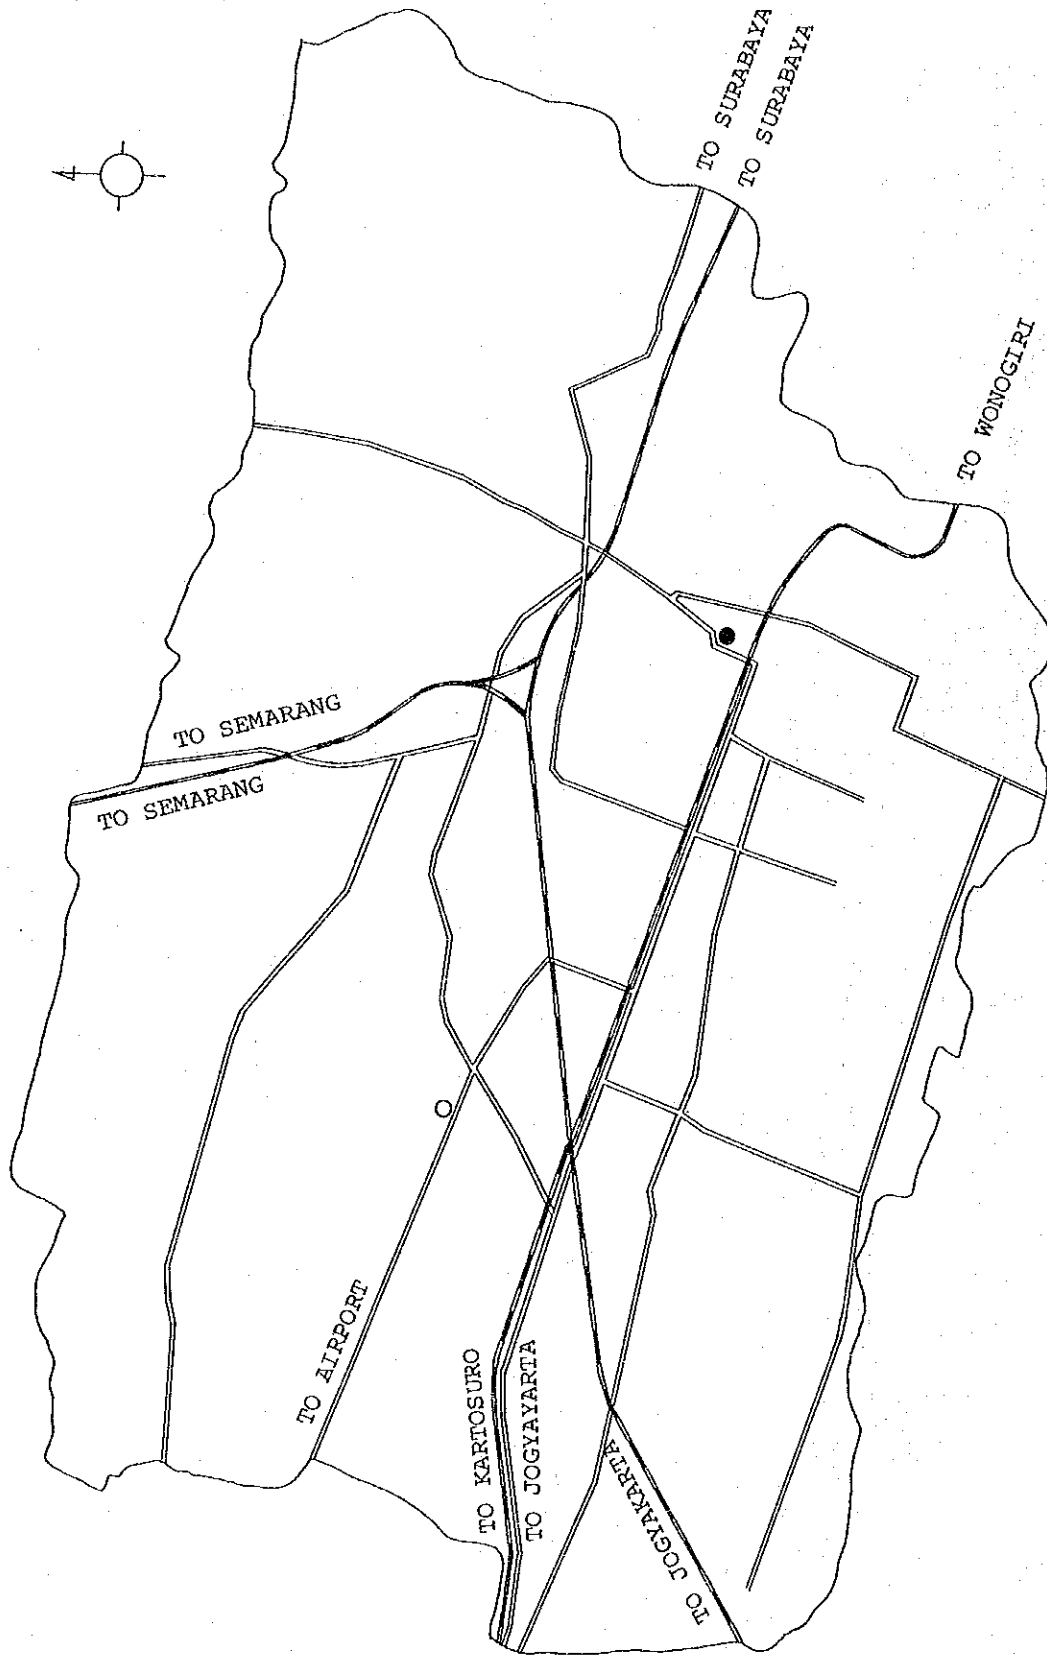 TO SURABAYA
TO SURABAYA
TO WONOGIRI
TO SEMARANG
TO SEMARANG
TO AIRPORT
TO KARTOSURO
TO JOGYAYARTA
TO JOGYAKARTA